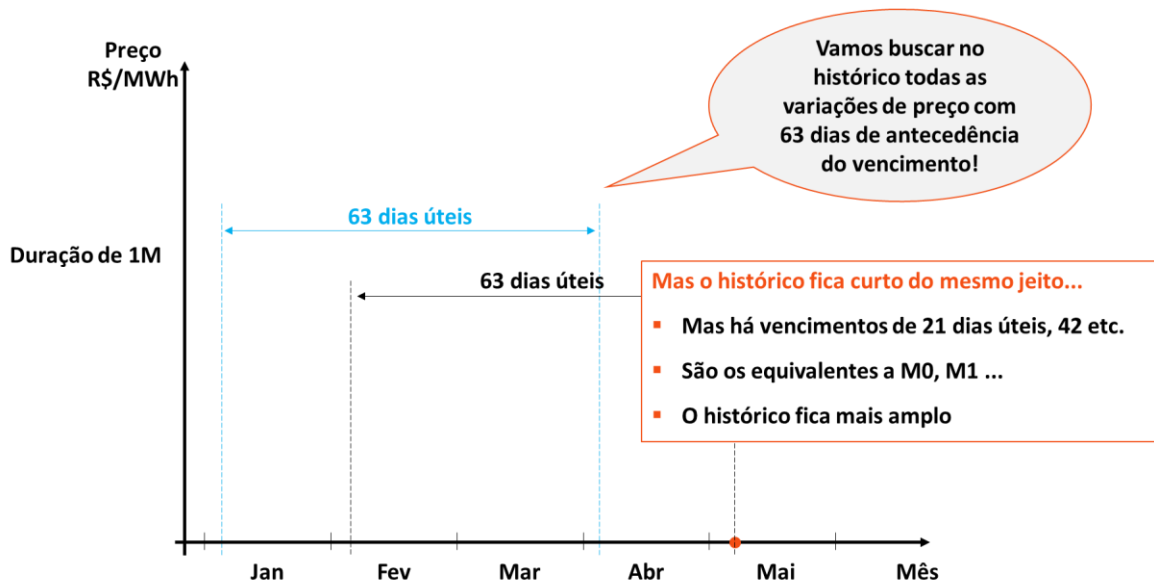 Preço
R$/MWh
Vamos buscar no
histórico todas as
variações de preço com
63 dias de antecedência
do vencimento!
63 dias úteis
Duração de 1M
63 dias úteis
Mas o histórico fica curto do mesmo jeito...
▪ Mas há vencimentos de 21 dias úteis, 42 etc.
▪ São os equivalentes a M0, M1 ...
▪ O histórico fica mais amplo
Jan Fev Mar Abr Mai Mês